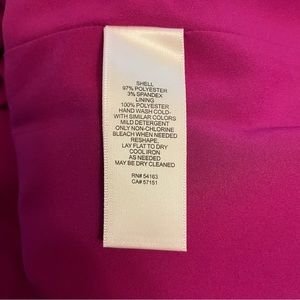 SHELL
97% POLYESTER
3% SPANDEX
LINING
100% POLYESTER
HAND WASH COLD-
WITH SIMILAR COLORS
MILD DETERGENT
ONLY NON-CHLORINE
BLEACH WHEN NEEDED
RESHAPE,
LAY FLAT TO DRY
COOL IRON
AS NEEDED
MAY BE DRY CLEANED
RN# 54163
CA# 57151